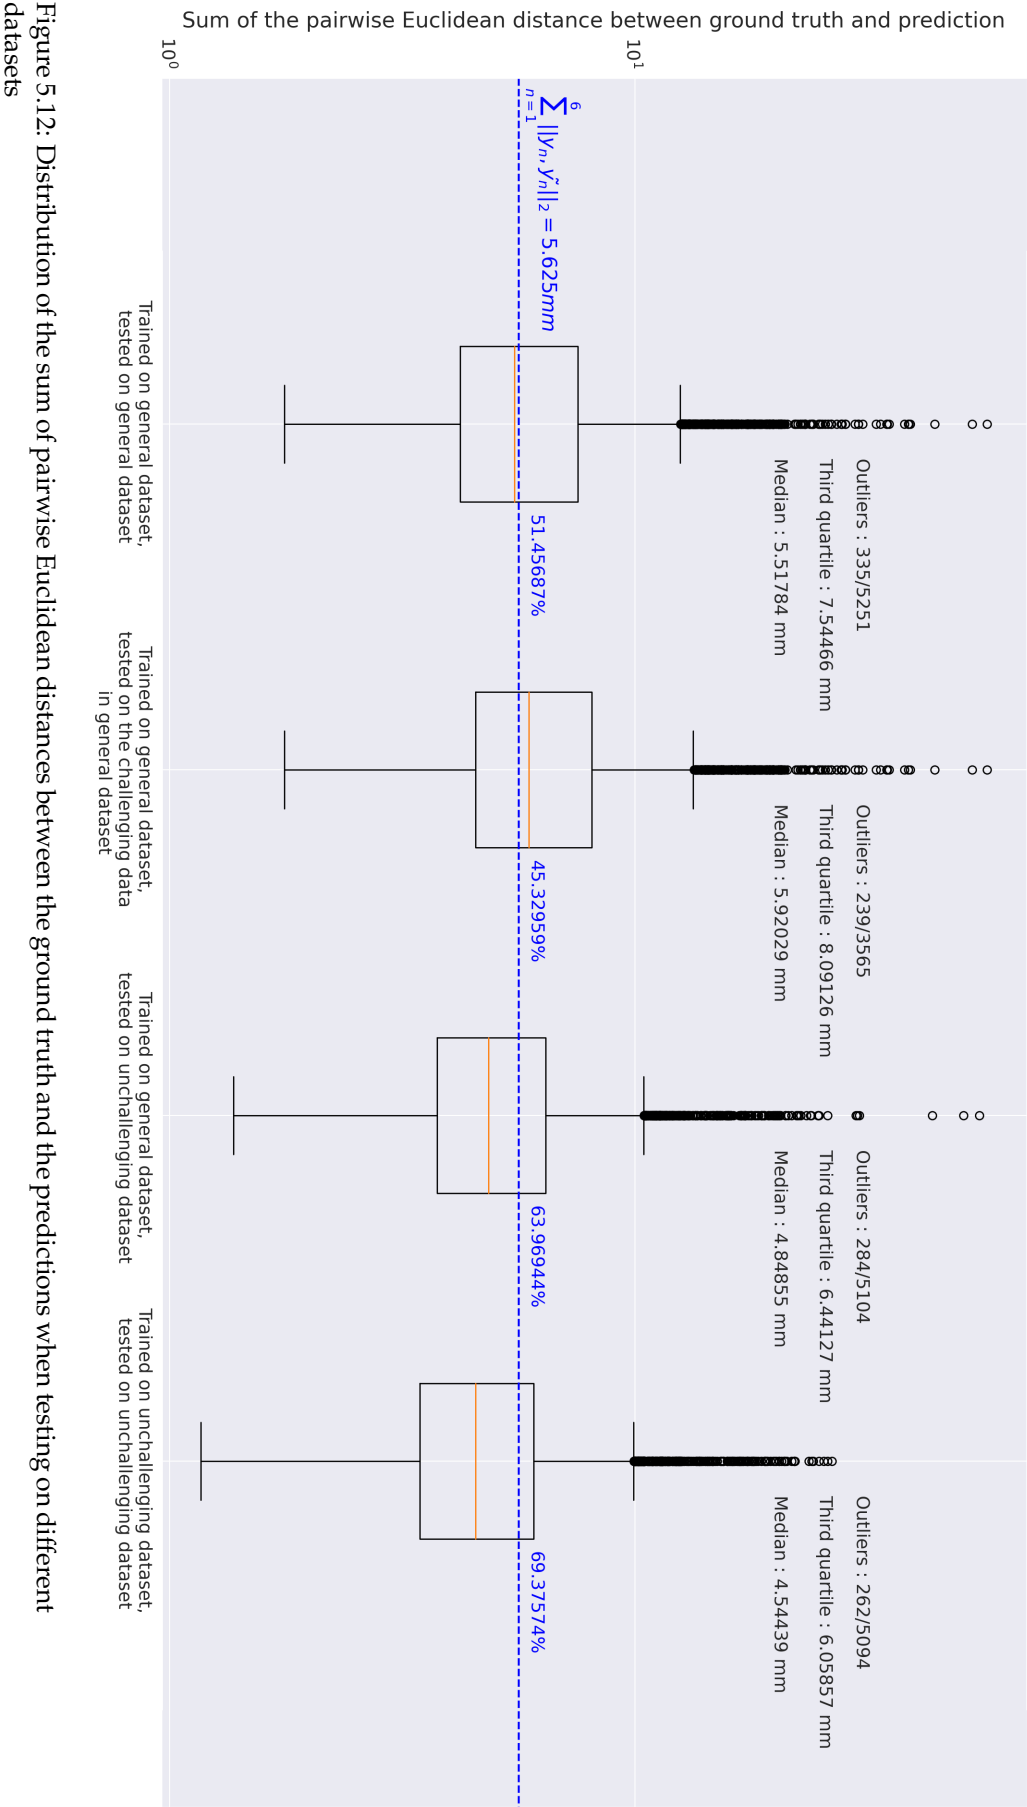 Sum of the pairwise Euclidean distance between ground truth and prediction
10^1
10^0
\sum_{n=1}^{6} ||y_n, \tilde{y_n}||_2 = 5.625mm
Outliers : 335/5251
Third quartile : 7.54466 mm
Median : 5.51784 mm
51.45687%
Outliers : 239/3565
Third quartile : 8.09126 mm
Median : 5.92029 mm
45.32959%
Outliers : 284/5104
Third quartile : 6.44127 mm
Median : 4.84855 mm
63.96944%
Outliers : 262/5094
Third quartile : 6.05857 mm
Median : 4.54439 mm
69.37574%
Trained on general dataset,
tested on general dataset
Trained on general dataset,
tested on the challenging data
in general dataset
Trained on general dataset,
tested on unchallenging dataset
Trained on unchallenging dataset,
tested on unchallenging dataset
Figure 5.12: Distribution of the sum of pairwise Euclidean distances between the ground truth and the predictions when testing on different
datasets